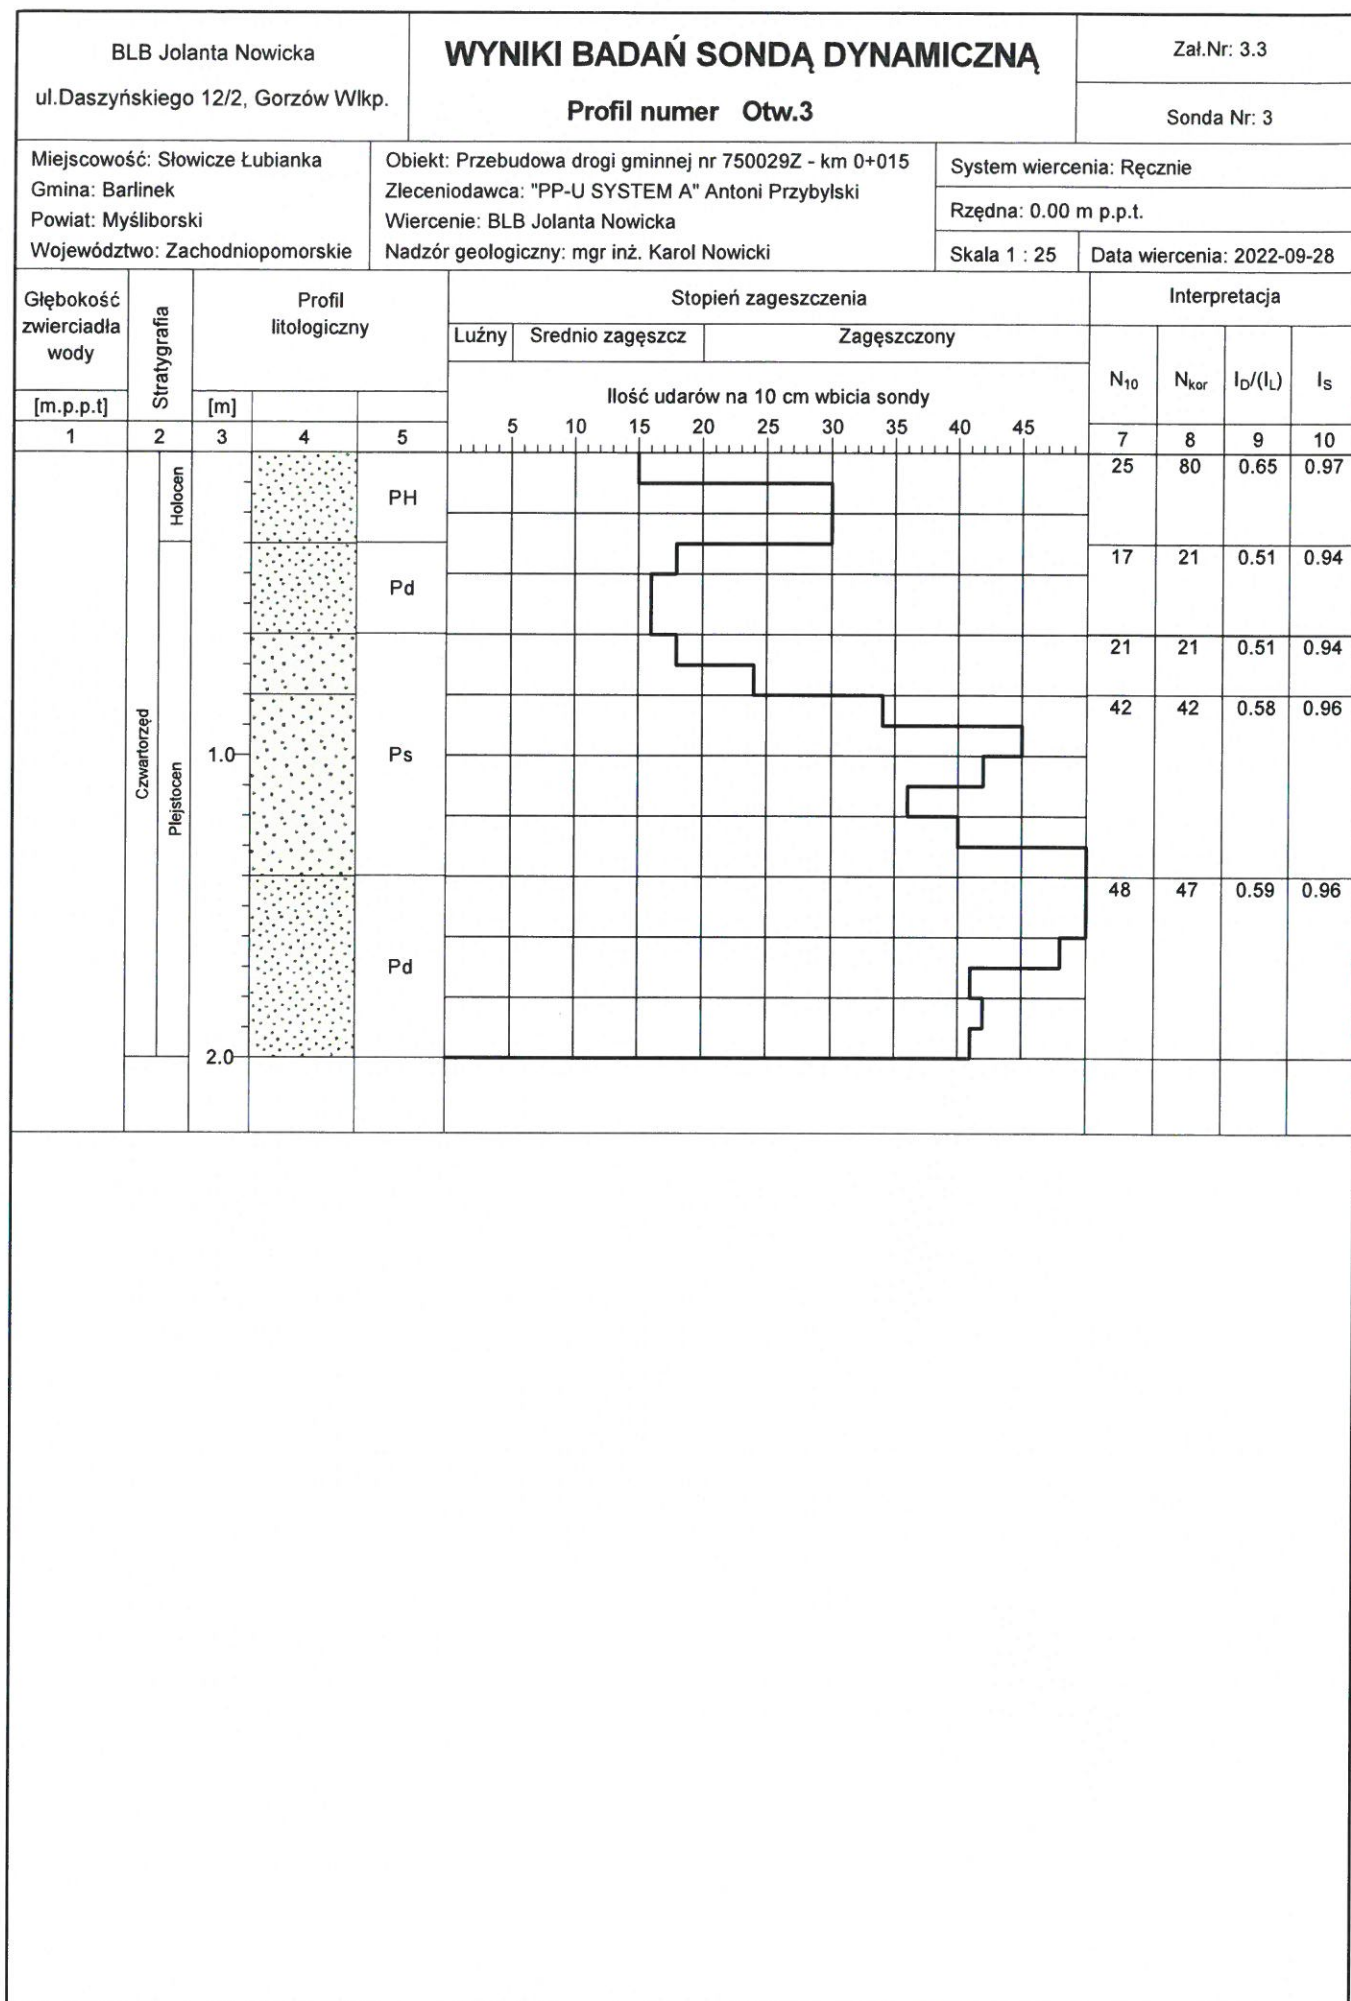 BLB Jolanta Nowicka
ul.Daszyńskiego 12/2, Gorzów Wlkp.
WYNIKI BADAŃ SONDĄ DYNAMICZNĄ
Profil numer Otw.3
Zał.Nr: 3.3
Sonda Nr: 3
Miejscowość: Słowicze Łubianka
Gmina: Barlinek
Powiat: Myśliborski
Województwo: Zachodniopomorskie
Obiekt: Przebudowa drogi gminnej nr 750029Z - km 0+015
Zleceniodawca: "PP-U SYSTEM A" Antoni Przybylski
Wiercenie: BLB Jolanta Nowicka
Nadzór geologiczny: mgr inż. Karol Nowicki
System wiercenia: Ręcznie
Rzędna: 0.00 m p.p.t.
Skala 1 : 25
Data wiercenia: 2022-09-28
Głębokość
zwierciadła
wody
[m.p.p.t]
Stratygrafia
Profil
litologiczny
[m]
Stopień zageszczenia
Luźny Srednio zagęszcz Zagęszczony
Ilość udarów na 10 cm wbicia sondy
5 10 15 20 25 30 35 40 45
Interpretacja
N10 Nkor ID/(IL) IS
1 2 3 4 5 7 8 9 10
Holocen
PH
25 80 0.65 0.97
Pd
17 21 0.51 0.94
21 21 0.51 0.94
42 42 0.58 0.96
Czwartorzęd
Plejstocen
1.0
Ps
48 47 0.59 0.96
Pd
2.0